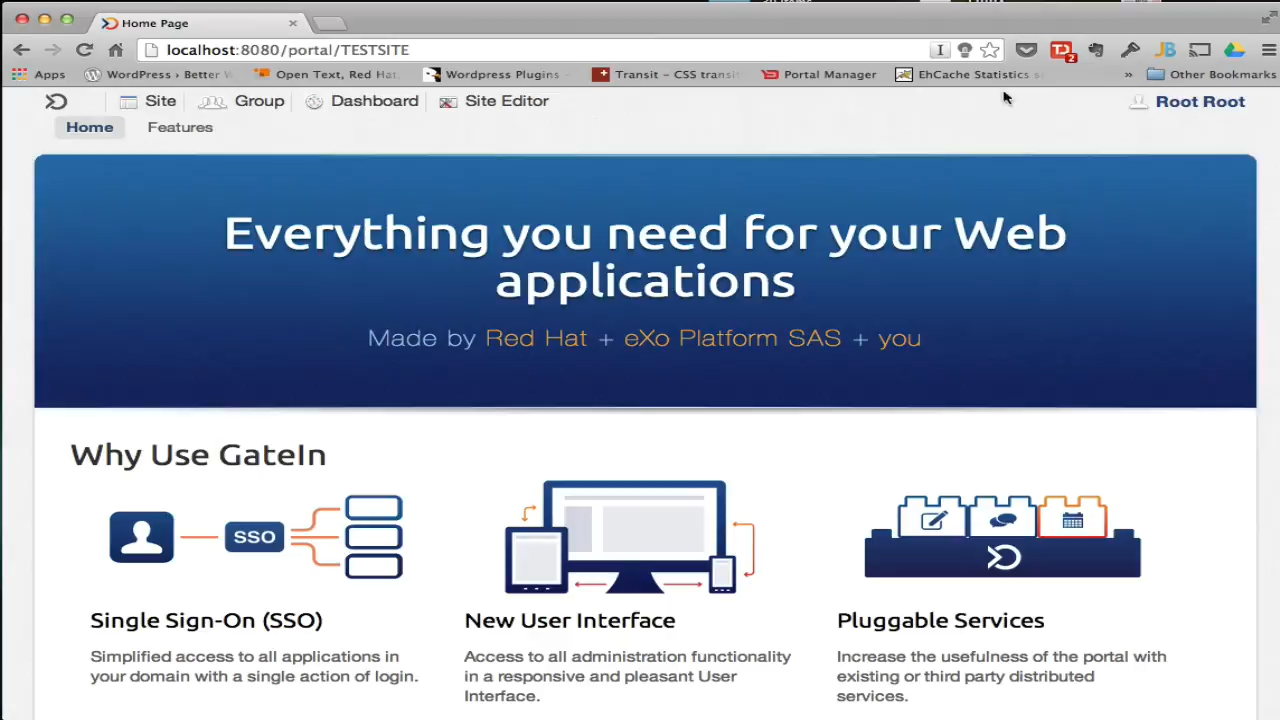 Home Page
localhost:8080/portal/TESTSITE
Apps WordPress › Better Open Text, Red Hat, Wordpress Plugins Transit - CSS transit Portal Manager EhCache Statistics » Other Bookmarks
Site Group Dashboard Site Editor Root Root
Home Features
Everything you need for your Web
applications
Made by Red Hat + eXo Platform SAS + you
Why Use GateIn
SSO
Single Sign-On (SSO)
Simplified access to all applications in
your domain with a single action of login.
New User Interface
Access to all administration functionality
in a responsive and pleasant User
Interface.
Pluggable Services
Increase the usefulness of the portal with
existing or third party distributed
services.